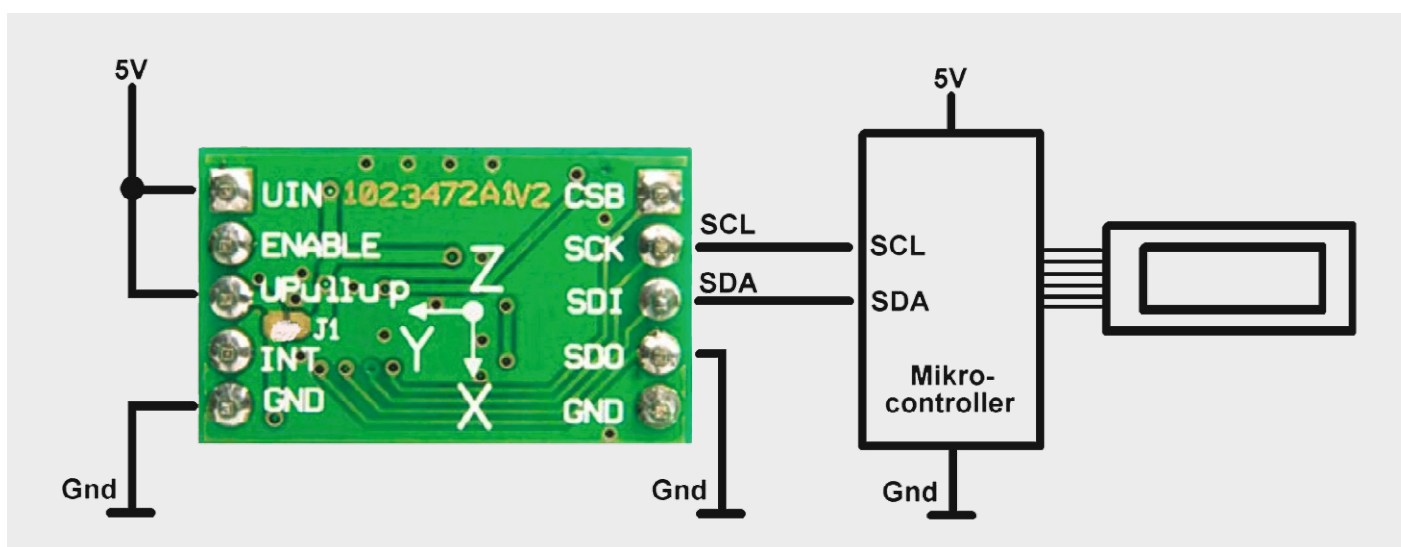 5V
UIN
1023472A1V2
CSB
ENABLE
Z
SCK
SCL
UPullup
J1
SDI
SDA
INT
Y
SDO
GND
X
GND
Gnd
Gnd
5V
SCL
SDA
Mikro-
controller
Gnd